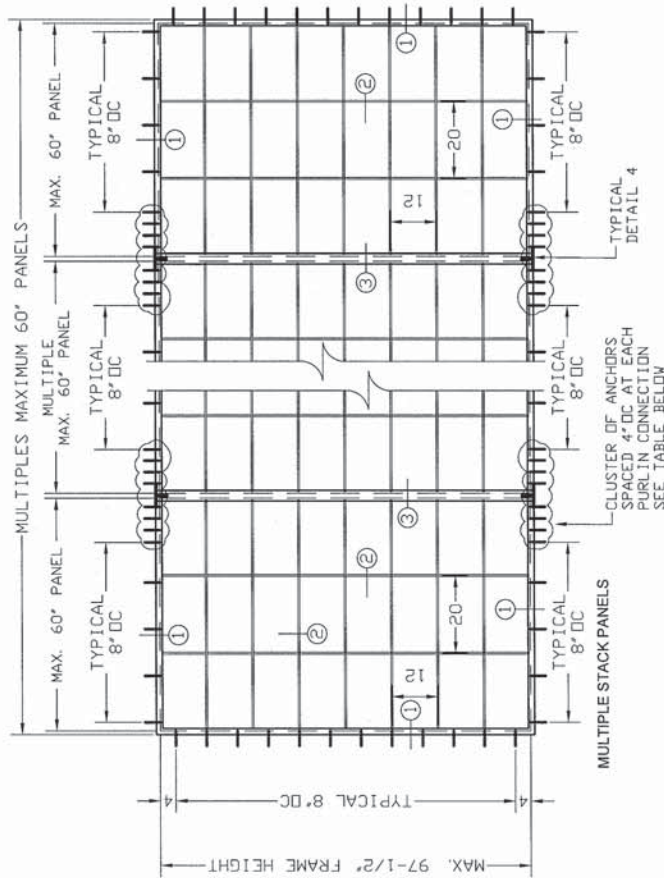 MULTIPLES MAXIMUM 60" PANELS
MAX. 60" PANEL
MULTIPLE
MAX. 60" PANEL
MAX. 60" PANEL
TYPICAL
8" OC
TYPICAL
8" OC
TYPICAL
8" OC
1
1
2
2
2
3
3
1
1
12
12
20
20
1
1
4
TYPICAL 8" OC
4
MAX. 97-1/2" FRAME HEIGHT
TYPICAL
8" OC
TYPICAL
8" OC
TYPICAL
8" OC
MULTIPLE STACK PANELS
CLUSTER OF ANCHORS
SPACED 4" OC AT EACH
PURLIN CONNECTION
SEE TABLE BELOW
TYPICAL
DETAIL 4